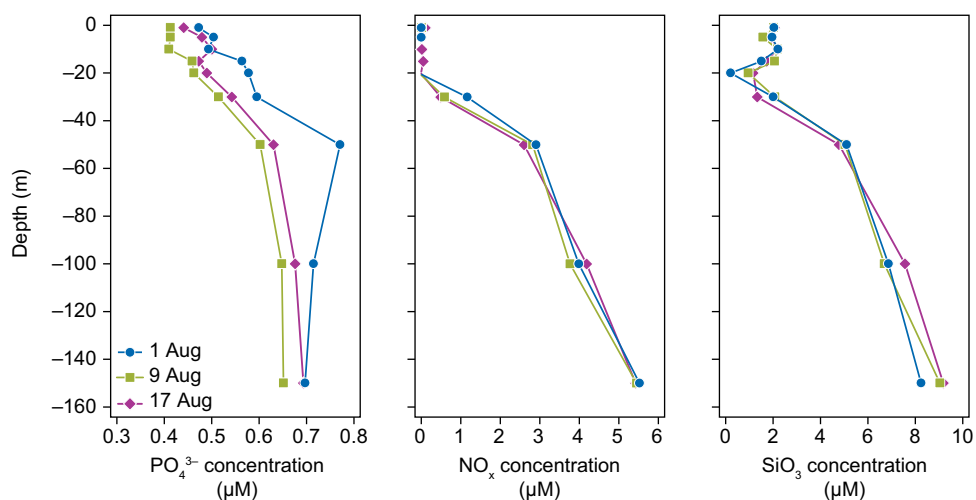 0
−20
−40
−60
−80
−100
−120
−140
−160
Depth (m)
1 Aug
9 Aug
17 Aug
0.3 0.4 0.5 0.6 0.7 0.8
PO₄³⁻ concentration
(µM)
0 1 2 3 4 5 6
NOₓ concentration
(µM)
0 2 4 6 8 10
SiO₃ concentration
(µM)